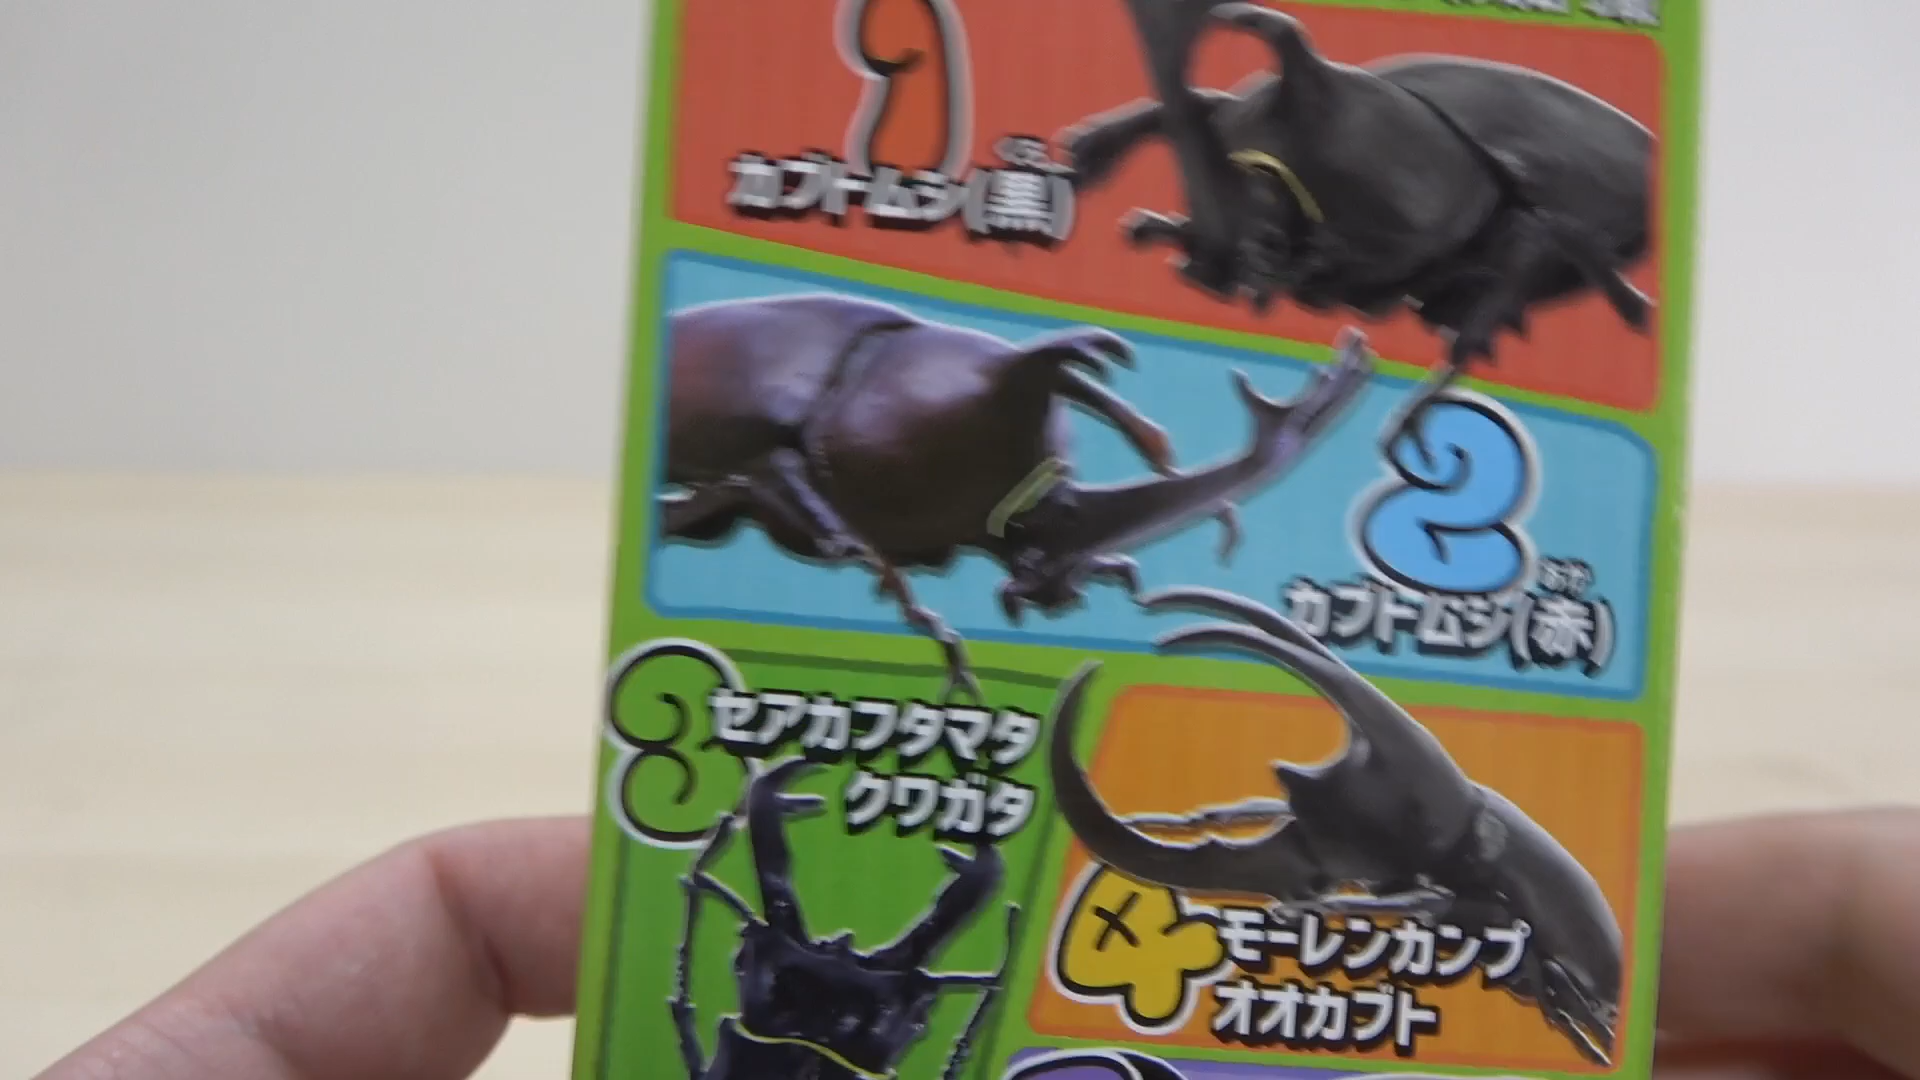 1
くろ
カブトムシ(黒)
2
あか
カブトムシ(赤)
3
セアカフタマタ
クワガタ
4
モーレンカンプ
オオカブト